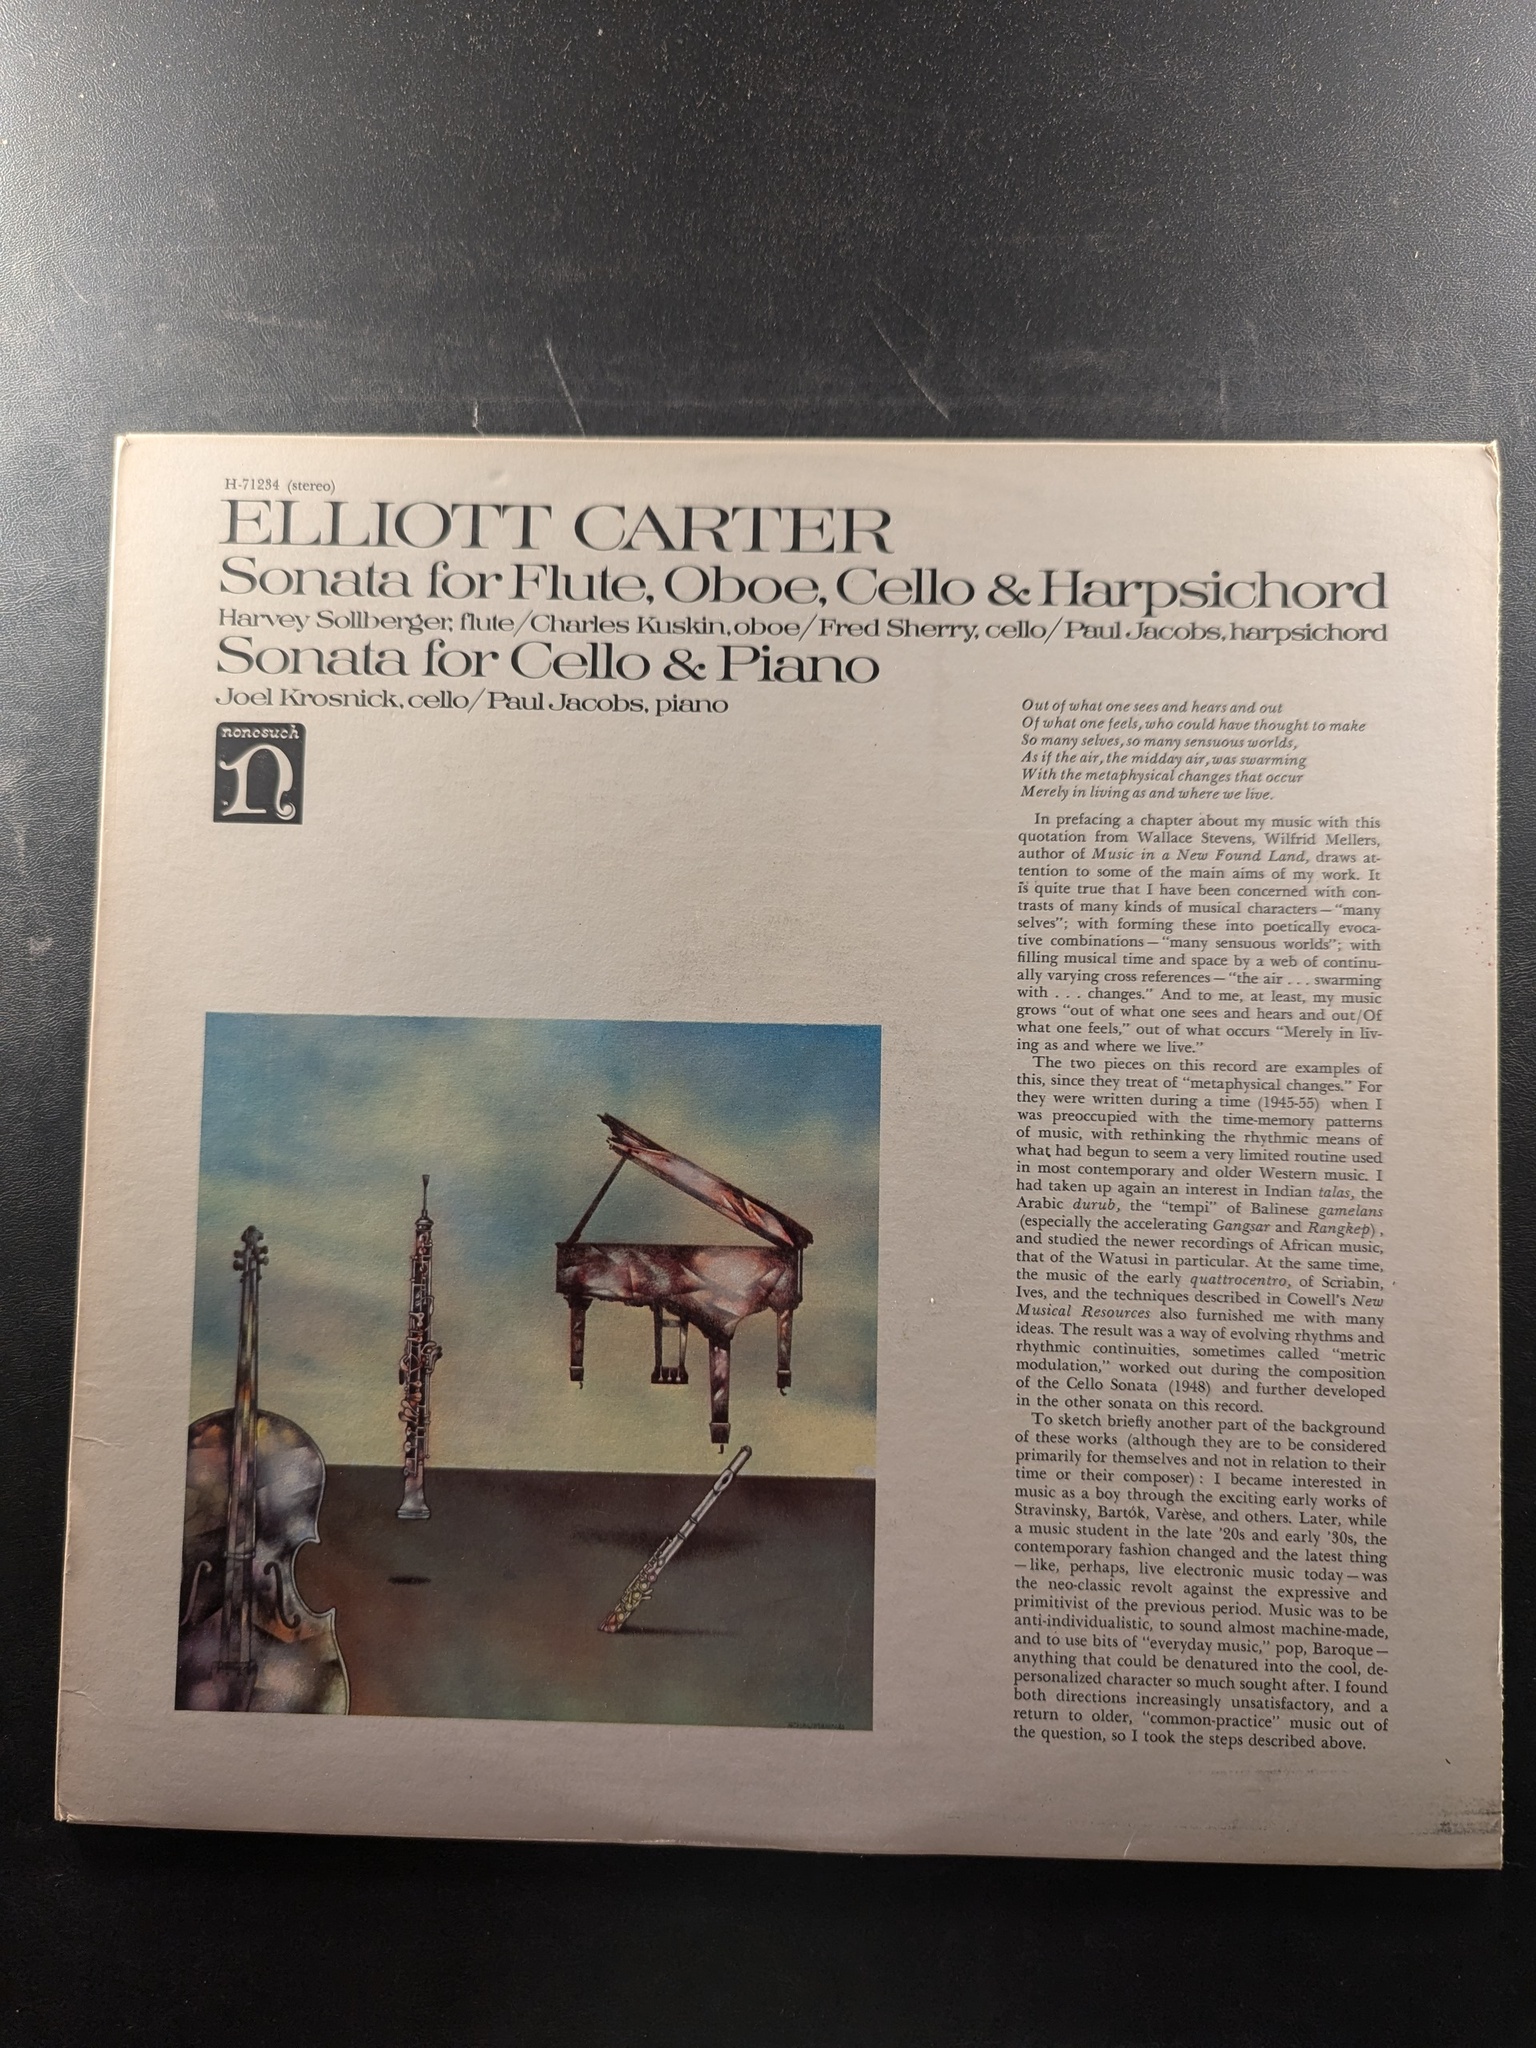 H-71234 (stereo)
ELLIOTT CARTER
Sonata for Flute, Oboe, Cello & Harpsichord
Harvey Sollberger, flute/Charles Kuskin, oboe/Fred Sherry, cello/Paul Jacobs, harpsichord
Sonata for Cello & Piano
Joel Krosnick, cello/Paul Jacobs, piano
nonesuch
n
Out of what one sees and hears and out
Of what one feels, who could have thought to make
So many selves, so many sensuous worlds,
As if the air, the midday air, was swarming
With the metaphysical changes that occur
Merely in living as and where we live.
In prefacing a chapter about my music with this
quotation from Wallace Stevens, Wilfrid Mellers,
author of Music in a New Found Land, draws at-
tention to some of the main aims of my work. It
is quite true that I have been concerned with con-
trasts of many kinds of musical characters—"many
selves"; with forming these into poetically evoca-
tive combinations—"many sensuous worlds"; with
filling musical time and space by a web of continu-
ally varying cross references—"the air . . . swarming
with . . . changes." And to me, at least, my music
grows "out of what one sees and hears and out/Of
what one feels," out of what occurs "Merely in liv-
ing as and where we live."
The two pieces on this record are examples of
this, since they treat of "metaphysical changes." For
they were written during a time (1945-55) when I
was preoccupied with the time-memory patterns
of music, with rethinking the rhythmic means of
what had begun to seem a very limited routine used
in most contemporary and older Western music. I
had taken up again an interest in Indian talas, the
Arabic durub, the "tempi" of Balinese gamelans
(especially the accelerating Gangsar and Rangkep),
and studied the newer recordings of African music,
that of the Watusi in particular. At the same time,
the music of the early quattrocentro, of Scriabin,
Ives, and the techniques described in Cowell's New
Musical Resources also furnished me with many
ideas. The result was a way of evolving rhythms and
rhythmic continuities, sometimes called "metric
modulation," worked out during the composition
of the Cello Sonata (1948) and further developed
in the other sonata on this record.
To sketch briefly another part of the background
of these works (although they are to be considered
primarily for themselves and not in relation to their
time or their composer): I became interested in
music as a boy through the exciting early works of
Stravinsky, Bartók, Varèse, and others. Later, while
a music student in the late '20s and early '30s, the
contemporary fashion changed and the latest thing
—like, perhaps, live electronic music today—was
the neo-classic revolt against the expressive and
primitivist of the previous period. Music was to be
anti-individualistic, to sound almost machine-made,
and to use bits of "everyday music," pop, Baroque—
anything that could be denatured into the cool, de-
personalized character so much sought after. I found
both directions increasingly unsatisfactory, and a
return to older, "common-practice" music out of
the question, so I took the steps described above.